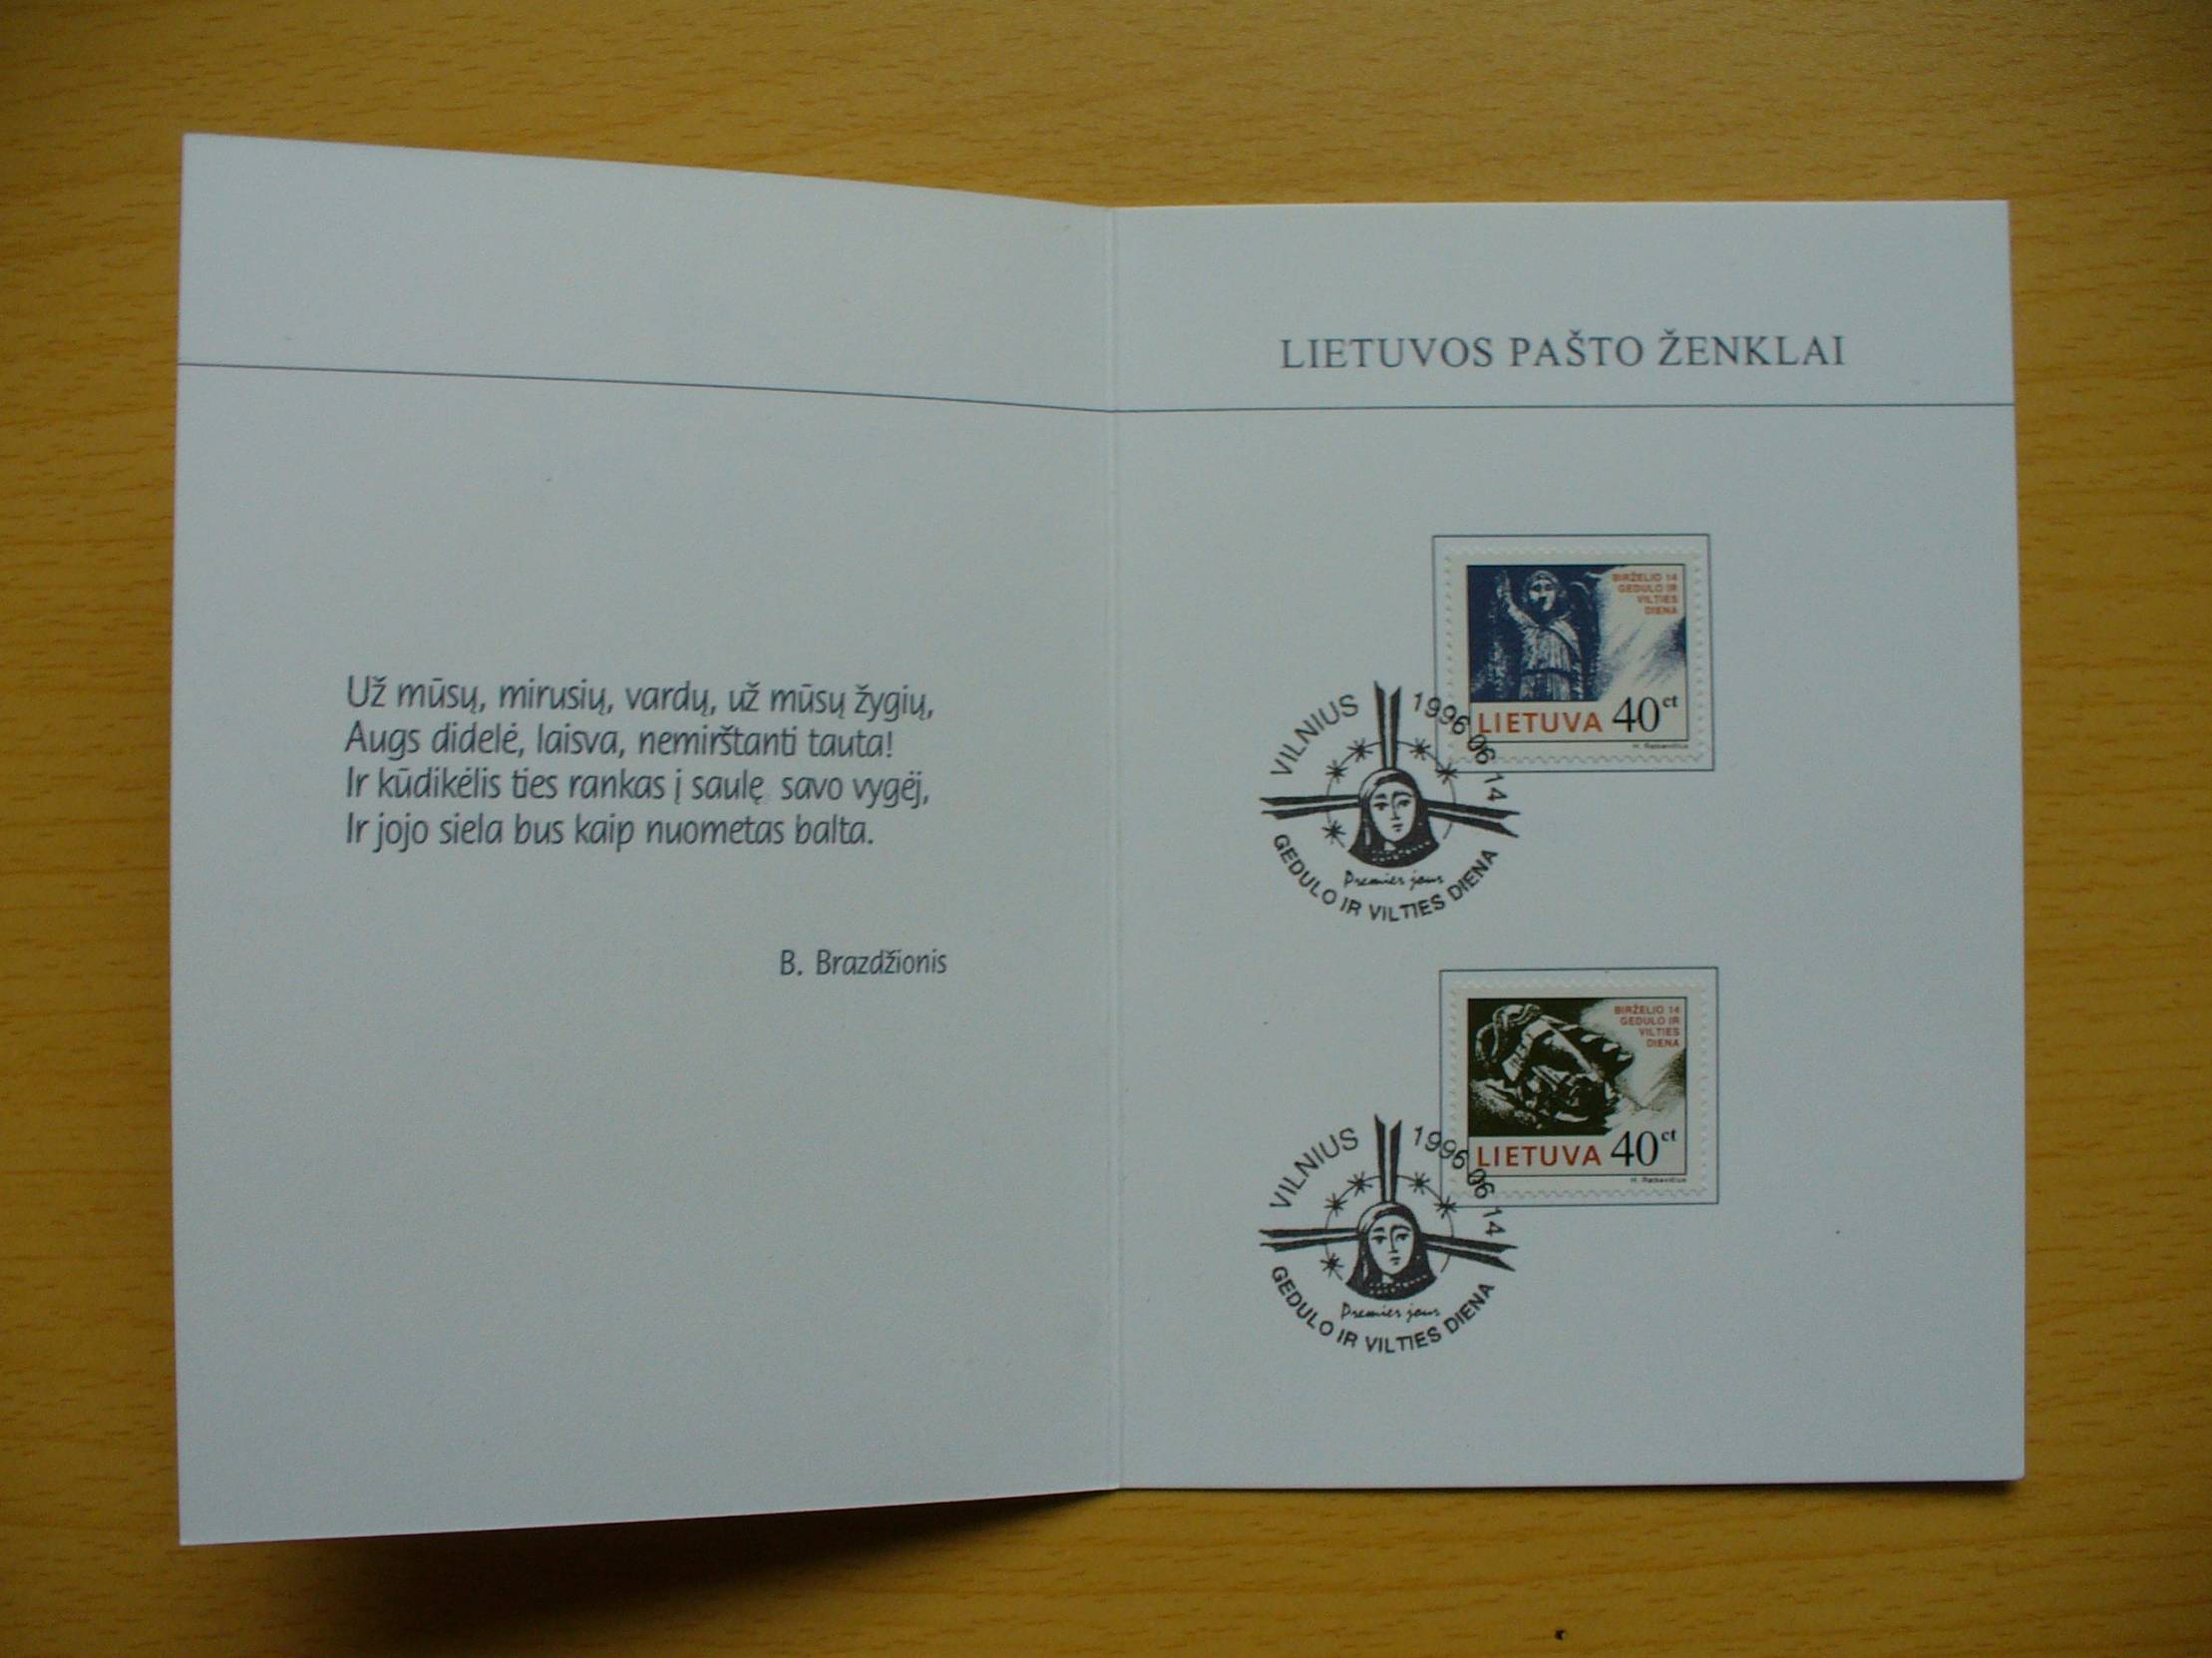 Už mūsų, mirusių, vardų, už mūsų žygių,
Augs didelė, laisva, nemirštanti tauta!
Ir kūdikėlis ties rankas į saulę savo vygėj,
Ir jojo siela bus kaip nuometas balta.
B. Brazdžionis
LIETUVOS PAŠTO ŽENKLAI
BIRŽELIO 14
GEDULO IR
VILTIES
DIENA
LIETUVA 40ct
H. Ratkevičius
VILNIUS 1996 06 14
Premier jour
GEDULO IR VILTIES DIENA
BIRŽELIO 14
GEDULO IR
VILTIES
DIENA
LIETUVA 40ct
H. Ratkevičius
VILNIUS 1996 06 14
Premier jour
GEDULO IR VILTIES DIENA